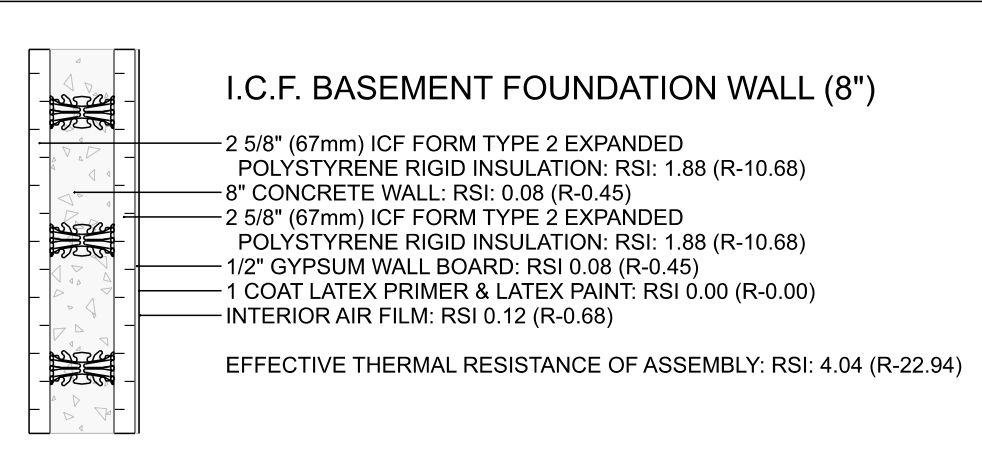 I.C.F. BASEMENT FOUNDATION WALL (8")
2 5/8" (67mm) ICF FORM TYPE 2 EXPANDED
POLYSTYRENE RIGID INSULATION: RSI: 1.88 (R-10.68)
8" CONCRETE WALL: RSI: 0.08 (R-0.45)
2 5/8" (67mm) ICF FORM TYPE 2 EXPANDED
POLYSTYRENE RIGID INSULATION: RSI: 1.88 (R-10.68)
1/2" GYPSUM WALL BOARD: RSI 0.08 (R-0.45)
1 COAT LATEX PRIMER & LATEX PAINT: RSI 0.00 (R-0.00)
INTERIOR AIR FILM: RSI 0.12 (R-0.68)
EFFECTIVE THERMAL RESISTANCE OF ASSEMBLY: RSI: 4.04 (R-22.94)